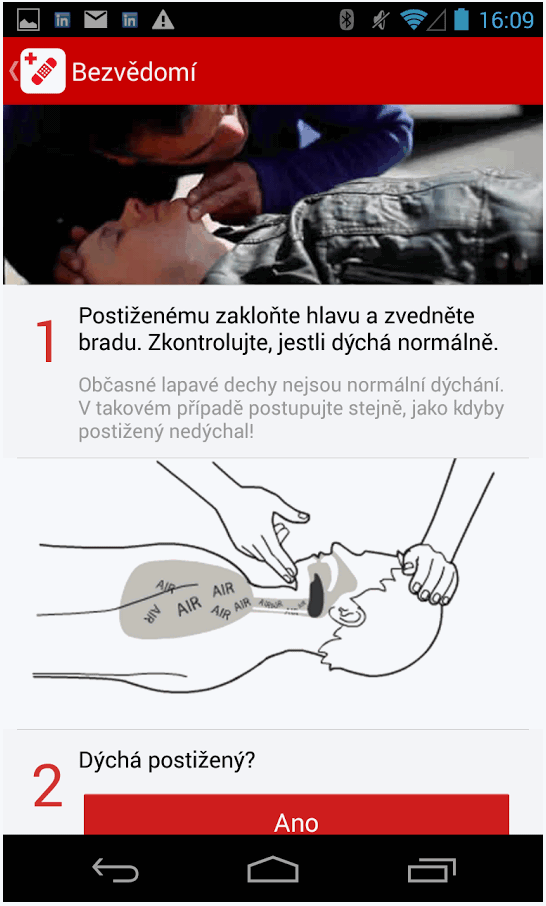 16:09
Bezvědomí
1
Postiženému zakloňte hlavu a zvedněte
bradu. Zkontrolujte, jestli dýchá normálně.
Občasné lapavé dechy nejsou normální dýchání.
V takovém případě postupujte stejně, jako kdyby
postižený nedýchal!
AIR
AIR
AIR
AIR
AIR
AIR
2
Dýchá postižený?
Ano